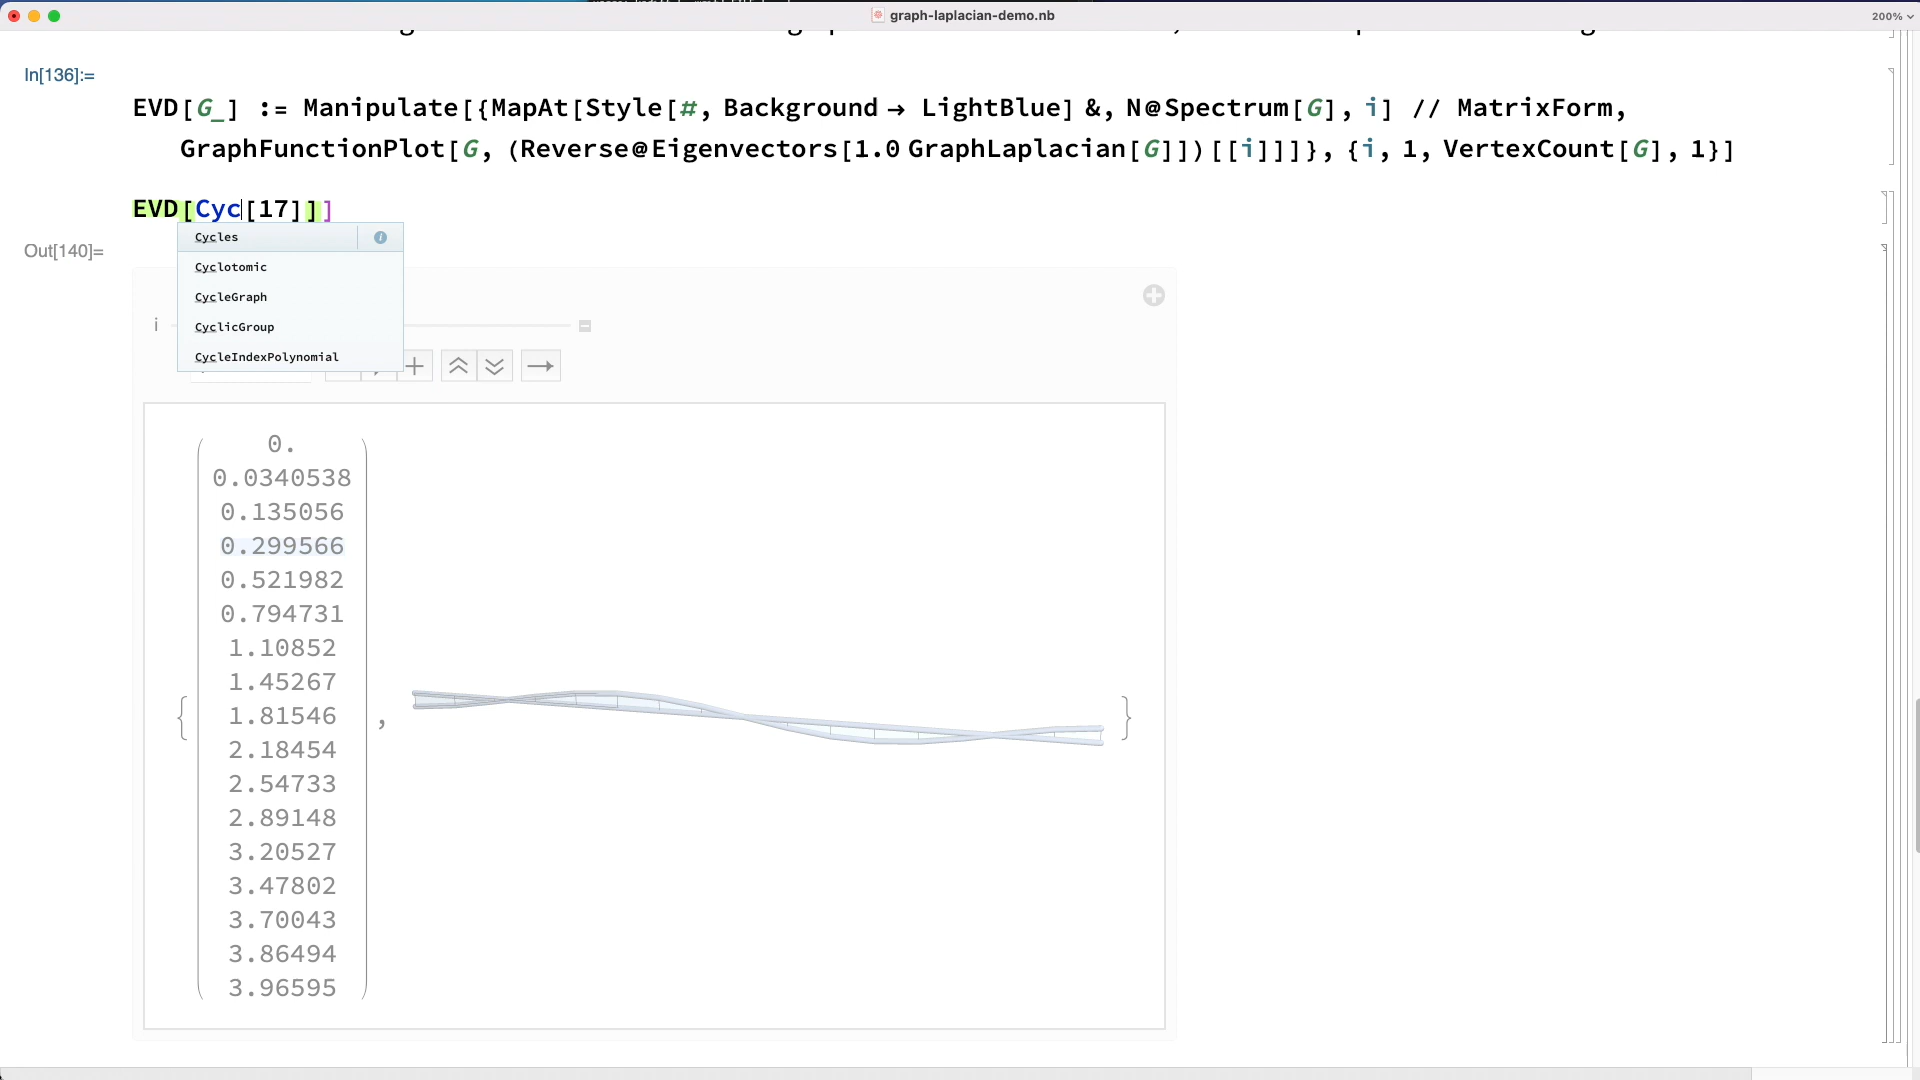 graph-laplacian-demo.nb
200%
In[136]:=
EVD[G_] := Manipulate[{MapAt[Style[#, Background → LightBlue] &, N@Spectrum[G], i] // MatrixForm,
GraphFunctionPlot[G, (Reverse@Eigenvectors[1.0 GraphLaplacian[G]])[[i]]]}, {i, 1, VertexCount[G], 1}]
EVD[Cyc[17]]]
Cycles
Cyclotomic
CycleGraph
CyclicGroup
CycleIndexPolynomial
Out[140]=
i
0.
0.0340538
0.135056
0.299566
0.521982
0.794731
1.10852
1.45267
1.81546
2.18454
2.54733
2.89148
3.20527
3.47802
3.70043
3.86494
3.96595